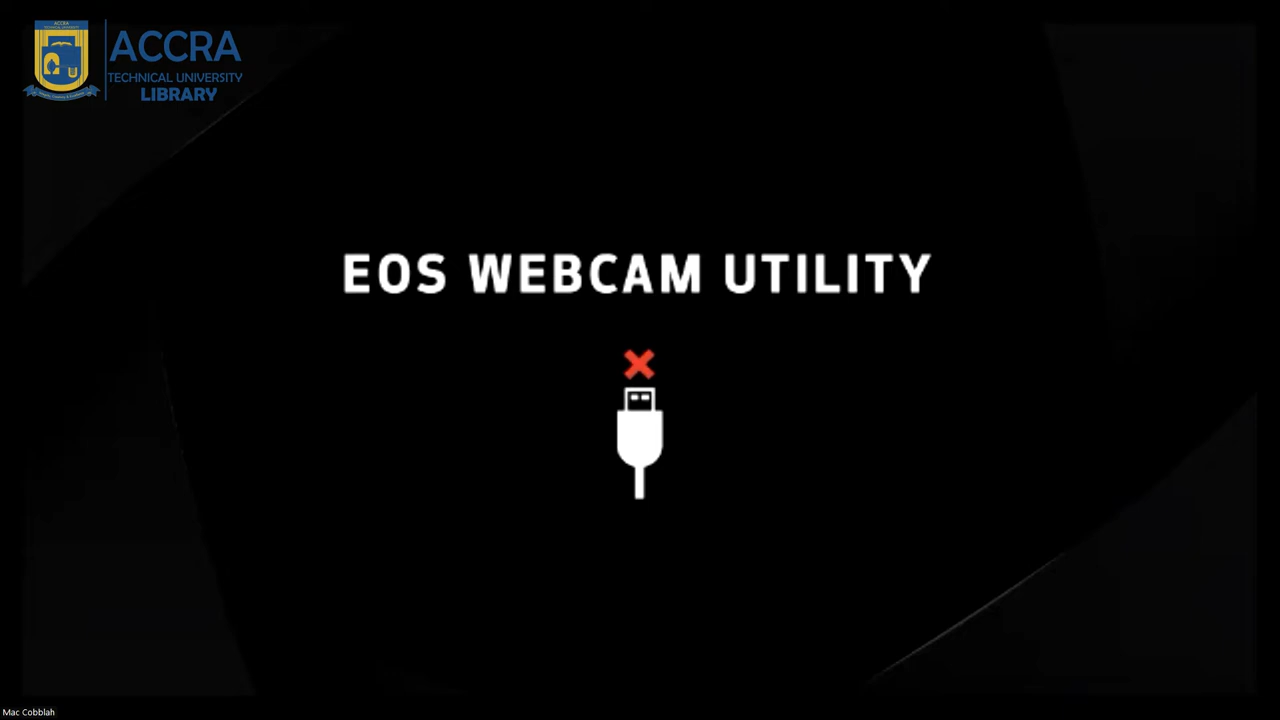 ACCRA
TECHNICAL UNIVERSITY
LIBRARY
EOS WEBCAM UTILITY
Mac Cobblah